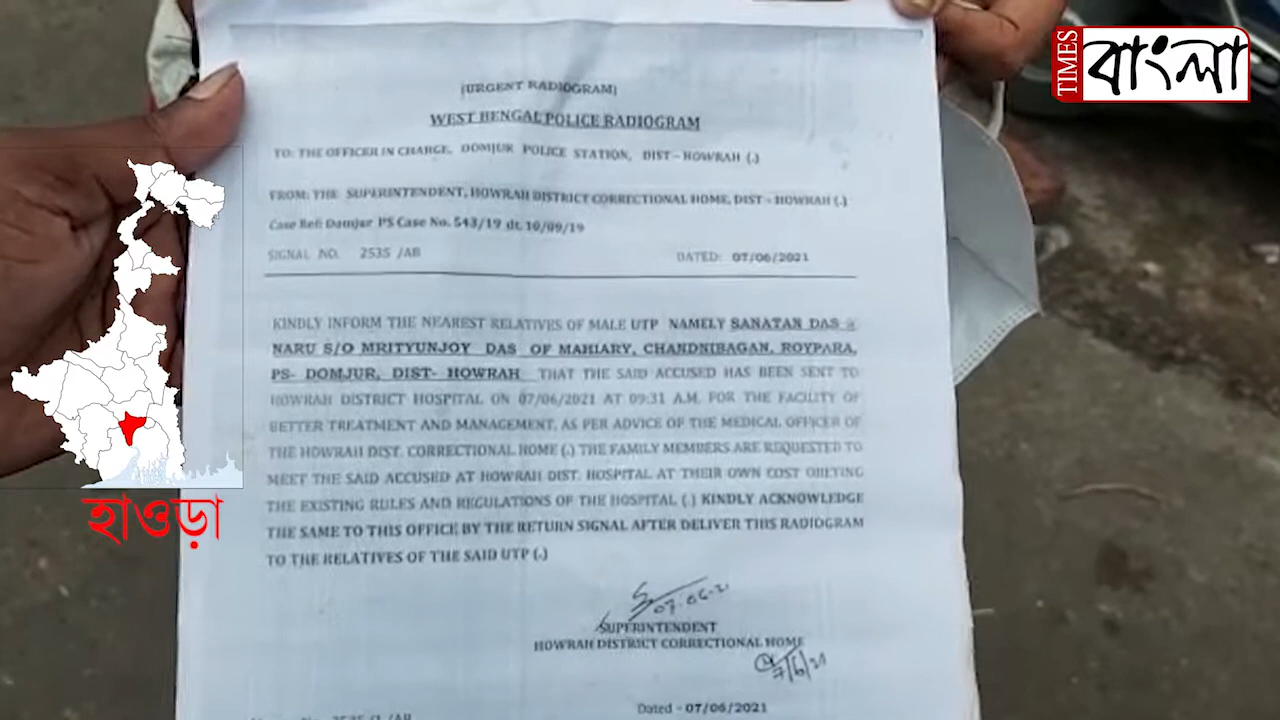 TIMES
বাংলা
(URGENT RADIOGRAM)
WEST BENGAL POLICE RADIOGRAM
TO: THE OFFICER IN CHARGE, DOMJUR POLICE STATION, DIST – HOWRAH (.)
FROM: THE SUPERINTENDENT, HOWRAH DISTRICT CORRECTIONAL HOME, DIST - HOWRAH (.)
Case Ref: Domjur PS Case No. 543/19 dt. 10/09/19
SIGNAL NO. 2535 /AB DATED: 07/06/2021
KINDLY INFORM THE NEAREST RELATIVES OF MALE UTP NAMELY SANATAN DAS @
NARU S/O MRITYUNJOY DAS OF MAHIARY, CHANDNIBAGAN, ROYPARA,
PS- DOMJUR, DIST- HOWRAH THAT THE SAID ACCUSED HAS BEEN SENT TO
HOWRAH DISTRICT HOSPITAL ON 07/06/2021 AT 09:31 A.M. FOR THE FACILITY OF
BETTER TREATMENT AND MANAGEMENT, AS PER ADVICE OF THE MEDICAL OFFICER OF
THE HOWRAH DIST. CORRECTIONAL HOME (.) THE FAMILY MEMBERS ARE REQUESTED TO
MEET THE SAID ACCUSED AT HOWRAH DIST. HOSPITAL AT THEIR OWN COST OBEYING
THE EXISTING RULES AND REGULATIONS OF THE HOSPITAL (.) KINDLY ACKNOWLEDGE
THE SAME TO THIS OFFICE BY THE RETURN SIGNAL AFTER DELIVER THIS RADIOGRAM
TO THE RELATIVES OF THE SAID UTP (.)
07.06.21
SUPERINTENDENT
HOWRAH DISTRICT CORRECTIONAL HOME
7/6/21
Dated - 07/06/2021
হাওড়া